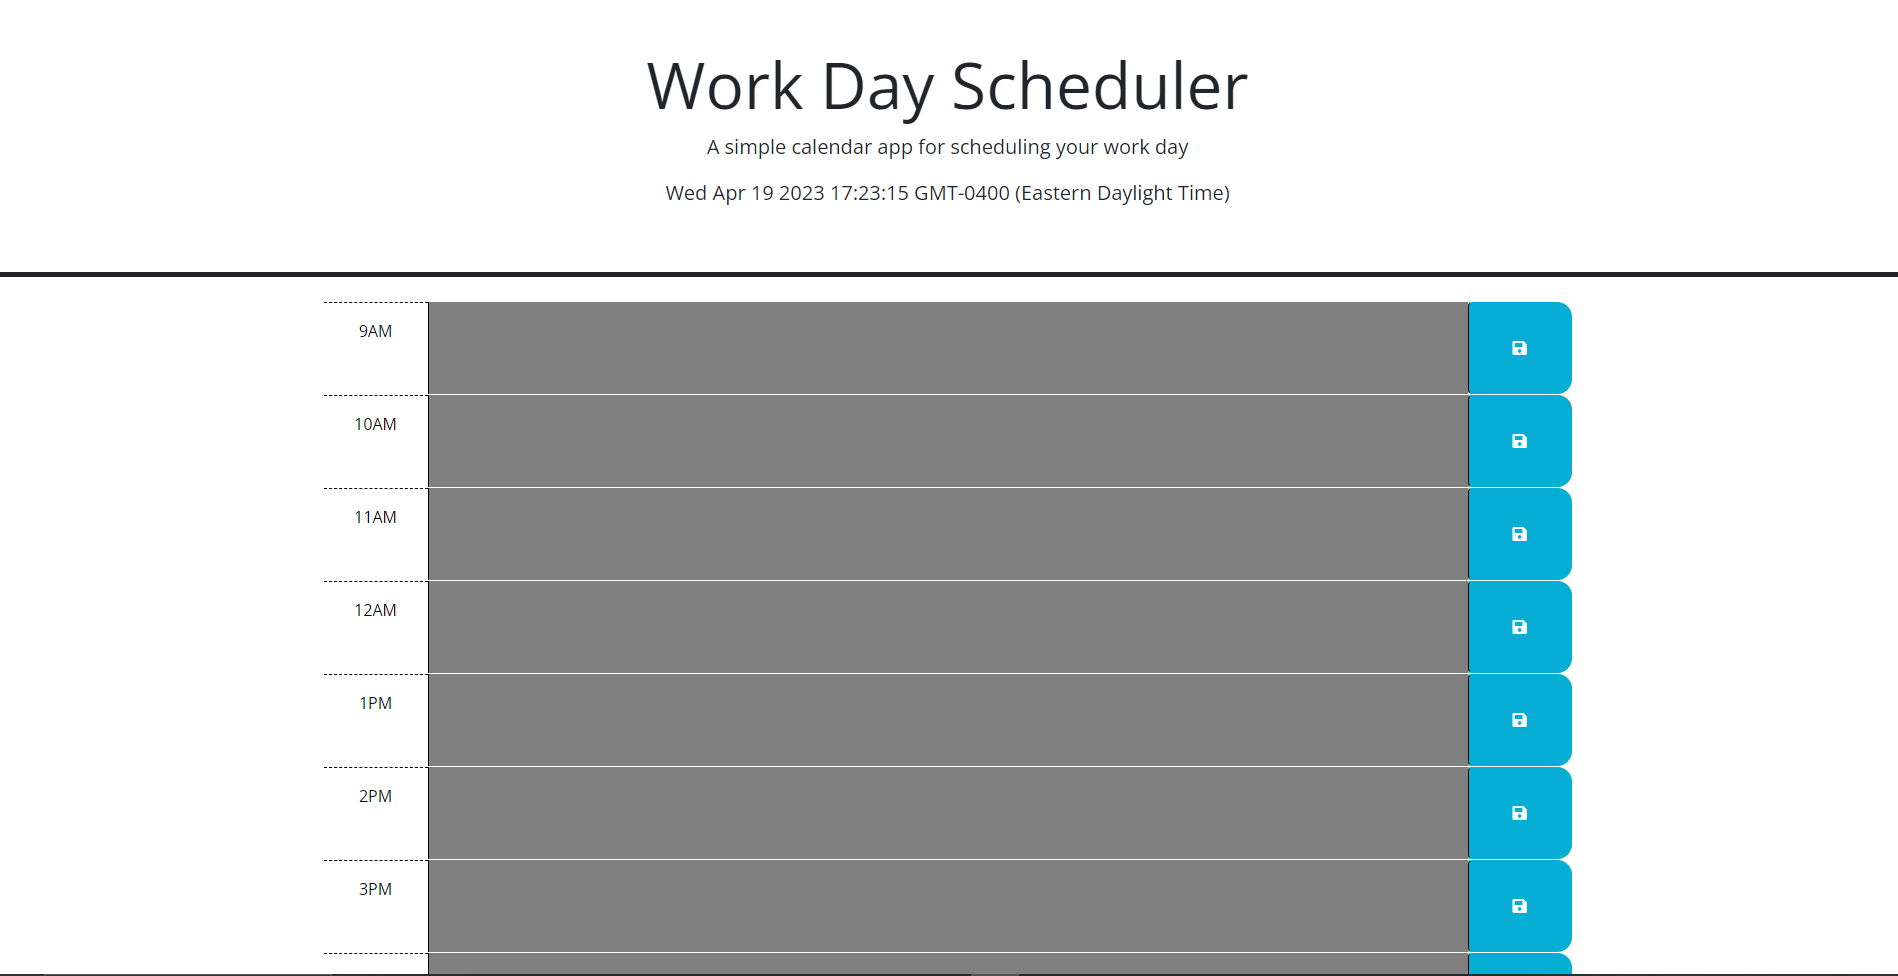 Work Day Scheduler
A simple calendar app for scheduling your work day
Wed Apr 19 2023 17:23:15 GMT-0400 (Eastern Daylight Time)
9AM
10AM
11AM
12AM
1PM
2PM
3PM